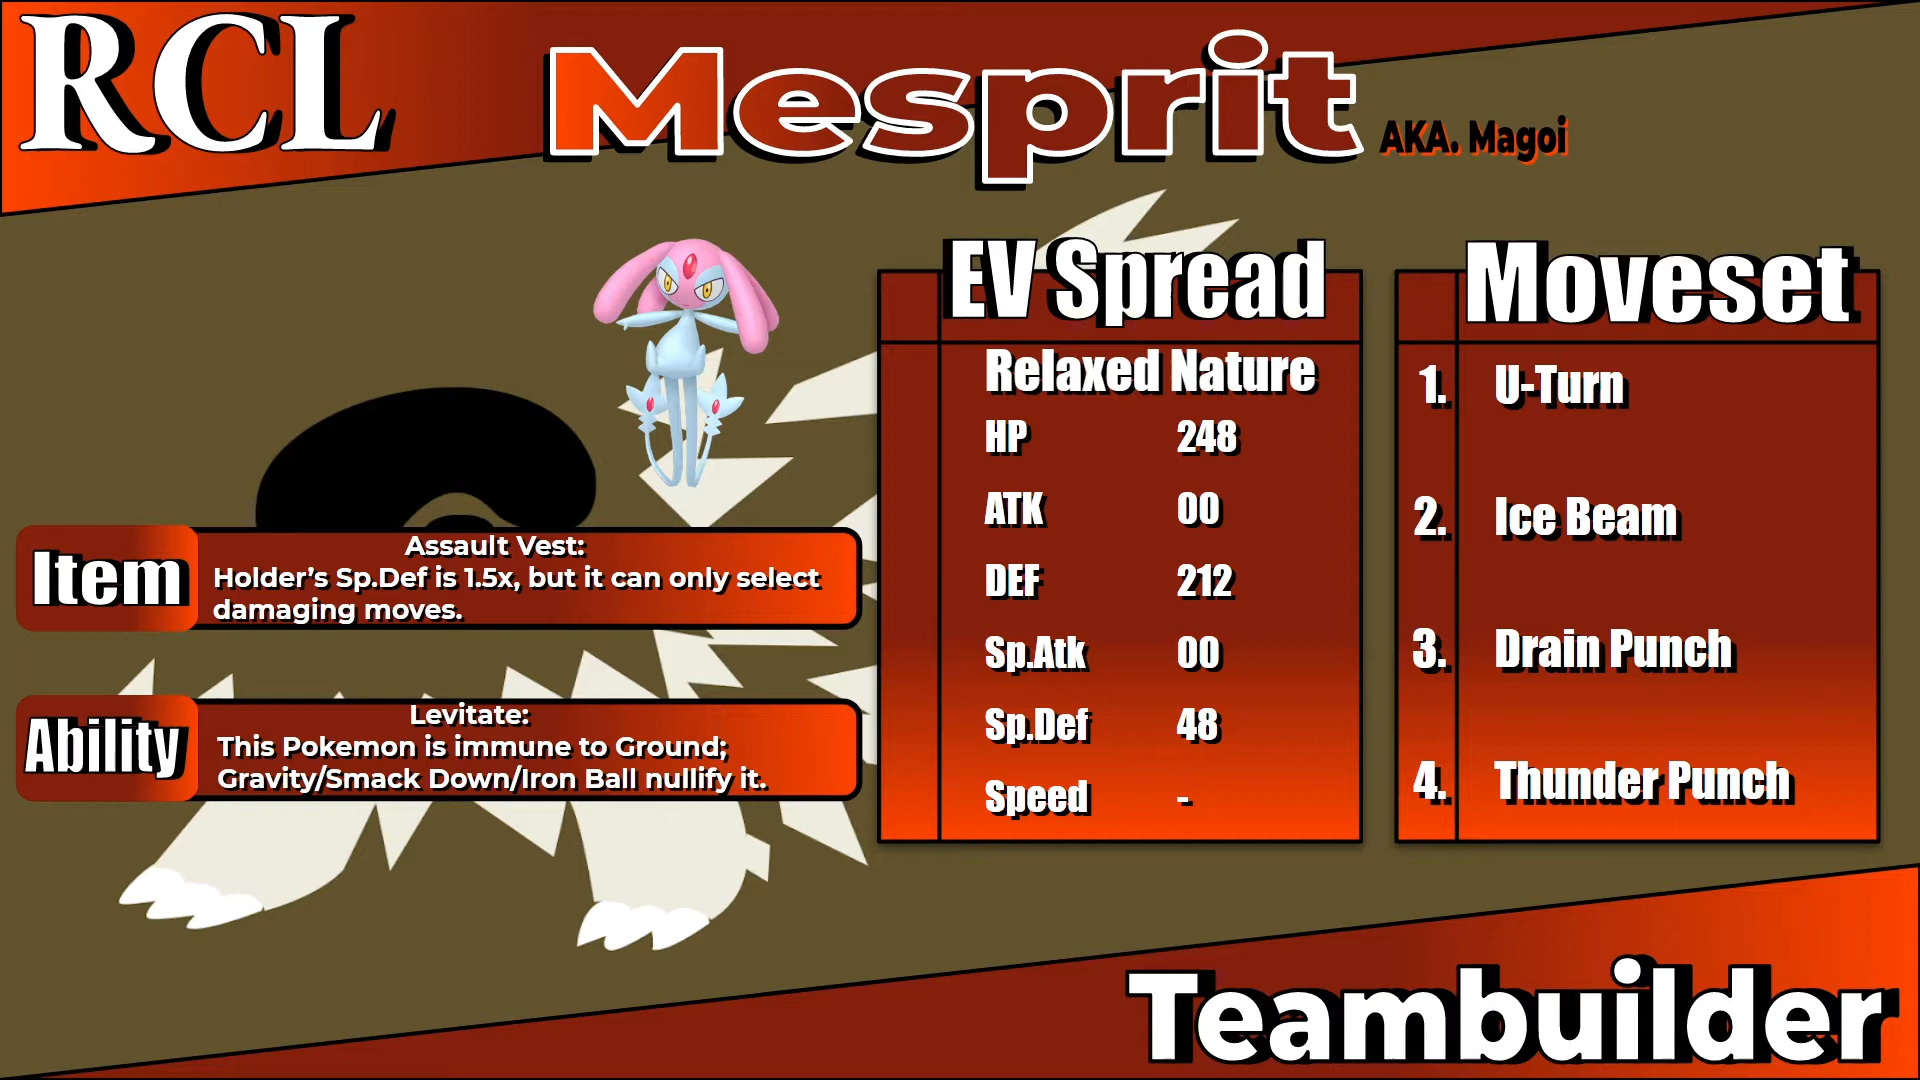 RCL
Mesprit
AKA. Magoi
EV Spread
Relaxed Nature
HP 248
ATK 00
DEF 212
Sp.Atk 00
Sp.Def 48
Speed -
Moveset
1. U-Turn
2. Ice Beam
3. Drain Punch
4. Thunder Punch
Item
Assault Vest:
Holder's Sp.Def is 1.5x, but it can only select
damaging moves.
Ability
Levitate:
This Pokemon is immune to Ground;
Gravity/Smack Down/Iron Ball nullify it.
Teambuilder